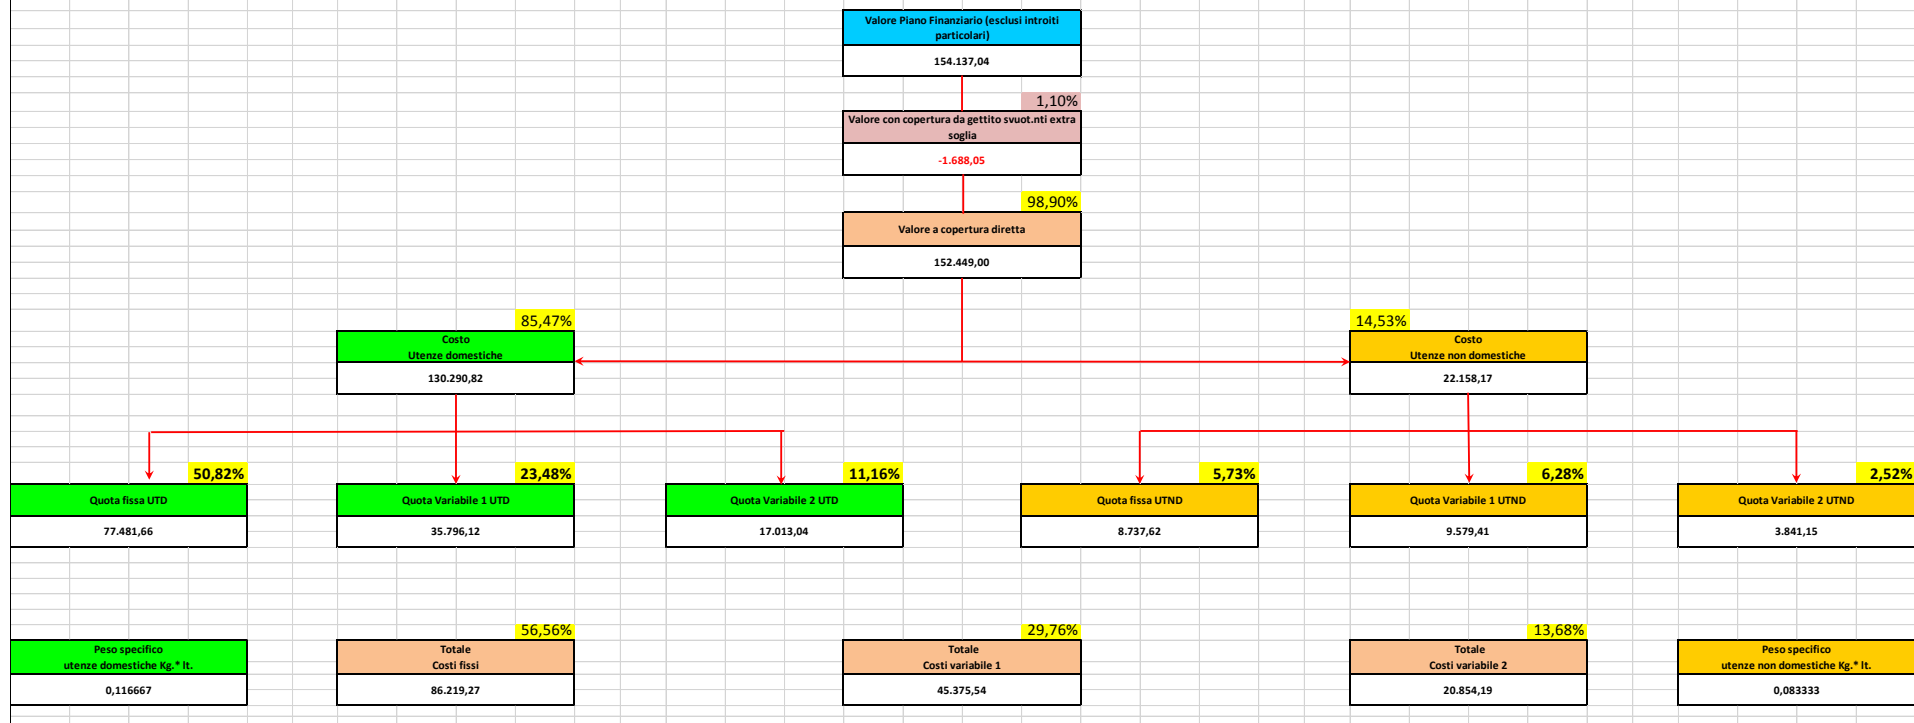 Valore Piano Finanziario (esclusi introiti
particolari)
154.137,04
1,10%
Valore con copertura da gettito svuot.nti extra
soglia
-1.688,05
98,90%
Valore a copertura diretta
152.449,00
85,47%
Costo
Utenze domestiche
130.290,82
14,53%
Costo
Utenze non domestiche
22.158,17
50,82%
Quota fissa UTD
77.481,66
23,48%
Quota Variabile 1 UTD
35.796,12
11,16%
Quota Variabile 2 UTD
17.013,04
5,73%
Quota fissa UTND
8.737,62
6,28%
Quota Variabile 1 UTND
9.579,41
2,52%
Quota Variabile 2 UTND
3.841,15
Peso specifico
utenze domestiche Kg.* lt.
0,116667
56,56%
Totale
Costi fissi
86.219,27
29,76%
Totale
Costi variabile 1
45.375,54
13,68%
Totale
Costi variabile 2
20.854,19
Peso specifico
utenze non domestiche Kg.* lt.
0,083333